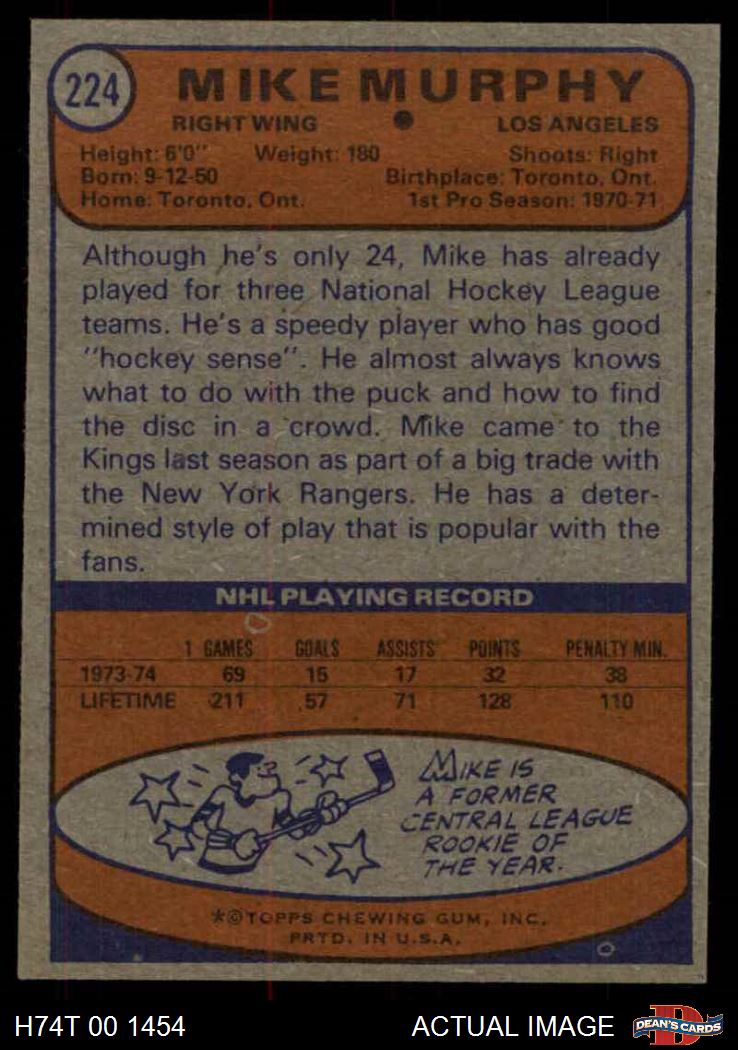 224
MIKE MURPHY
RIGHT WING LOS ANGELES
Height: 6'0" Weight: 180 Shoots: Right
Born: 9-12-50 Birthplace: Toronto, Ont.
Home: Toronto, Ont. 1st Pro Season: 1970-71
Although he's only 24, Mike has already
played for three National Hockey League
teams. He's a speedy player who has good
"hockey sense". He almost always knows
what to do with the puck and how to find
the disc in a crowd. Mike came to the
Kings last season as part of a big trade with
the New York Rangers. He has a deter-
mined style of play that is popular with the
fans.
NHL PLAYING RECORD
GAMES GOALS ASSISTS POINTS PENALTY MIN.
1973-74 69 15 17 32 38
LIFETIME 211 57 71 128 110
MIKE IS
A FORMER
CENTRAL LEAGUE
ROOKIE OF
THE YEAR.
*©TOPPS CHEWING GUM, INC.
PRTD. IN U.S.A.
H74T 00 1454 ACTUAL IMAGE DEAN'S CARDS